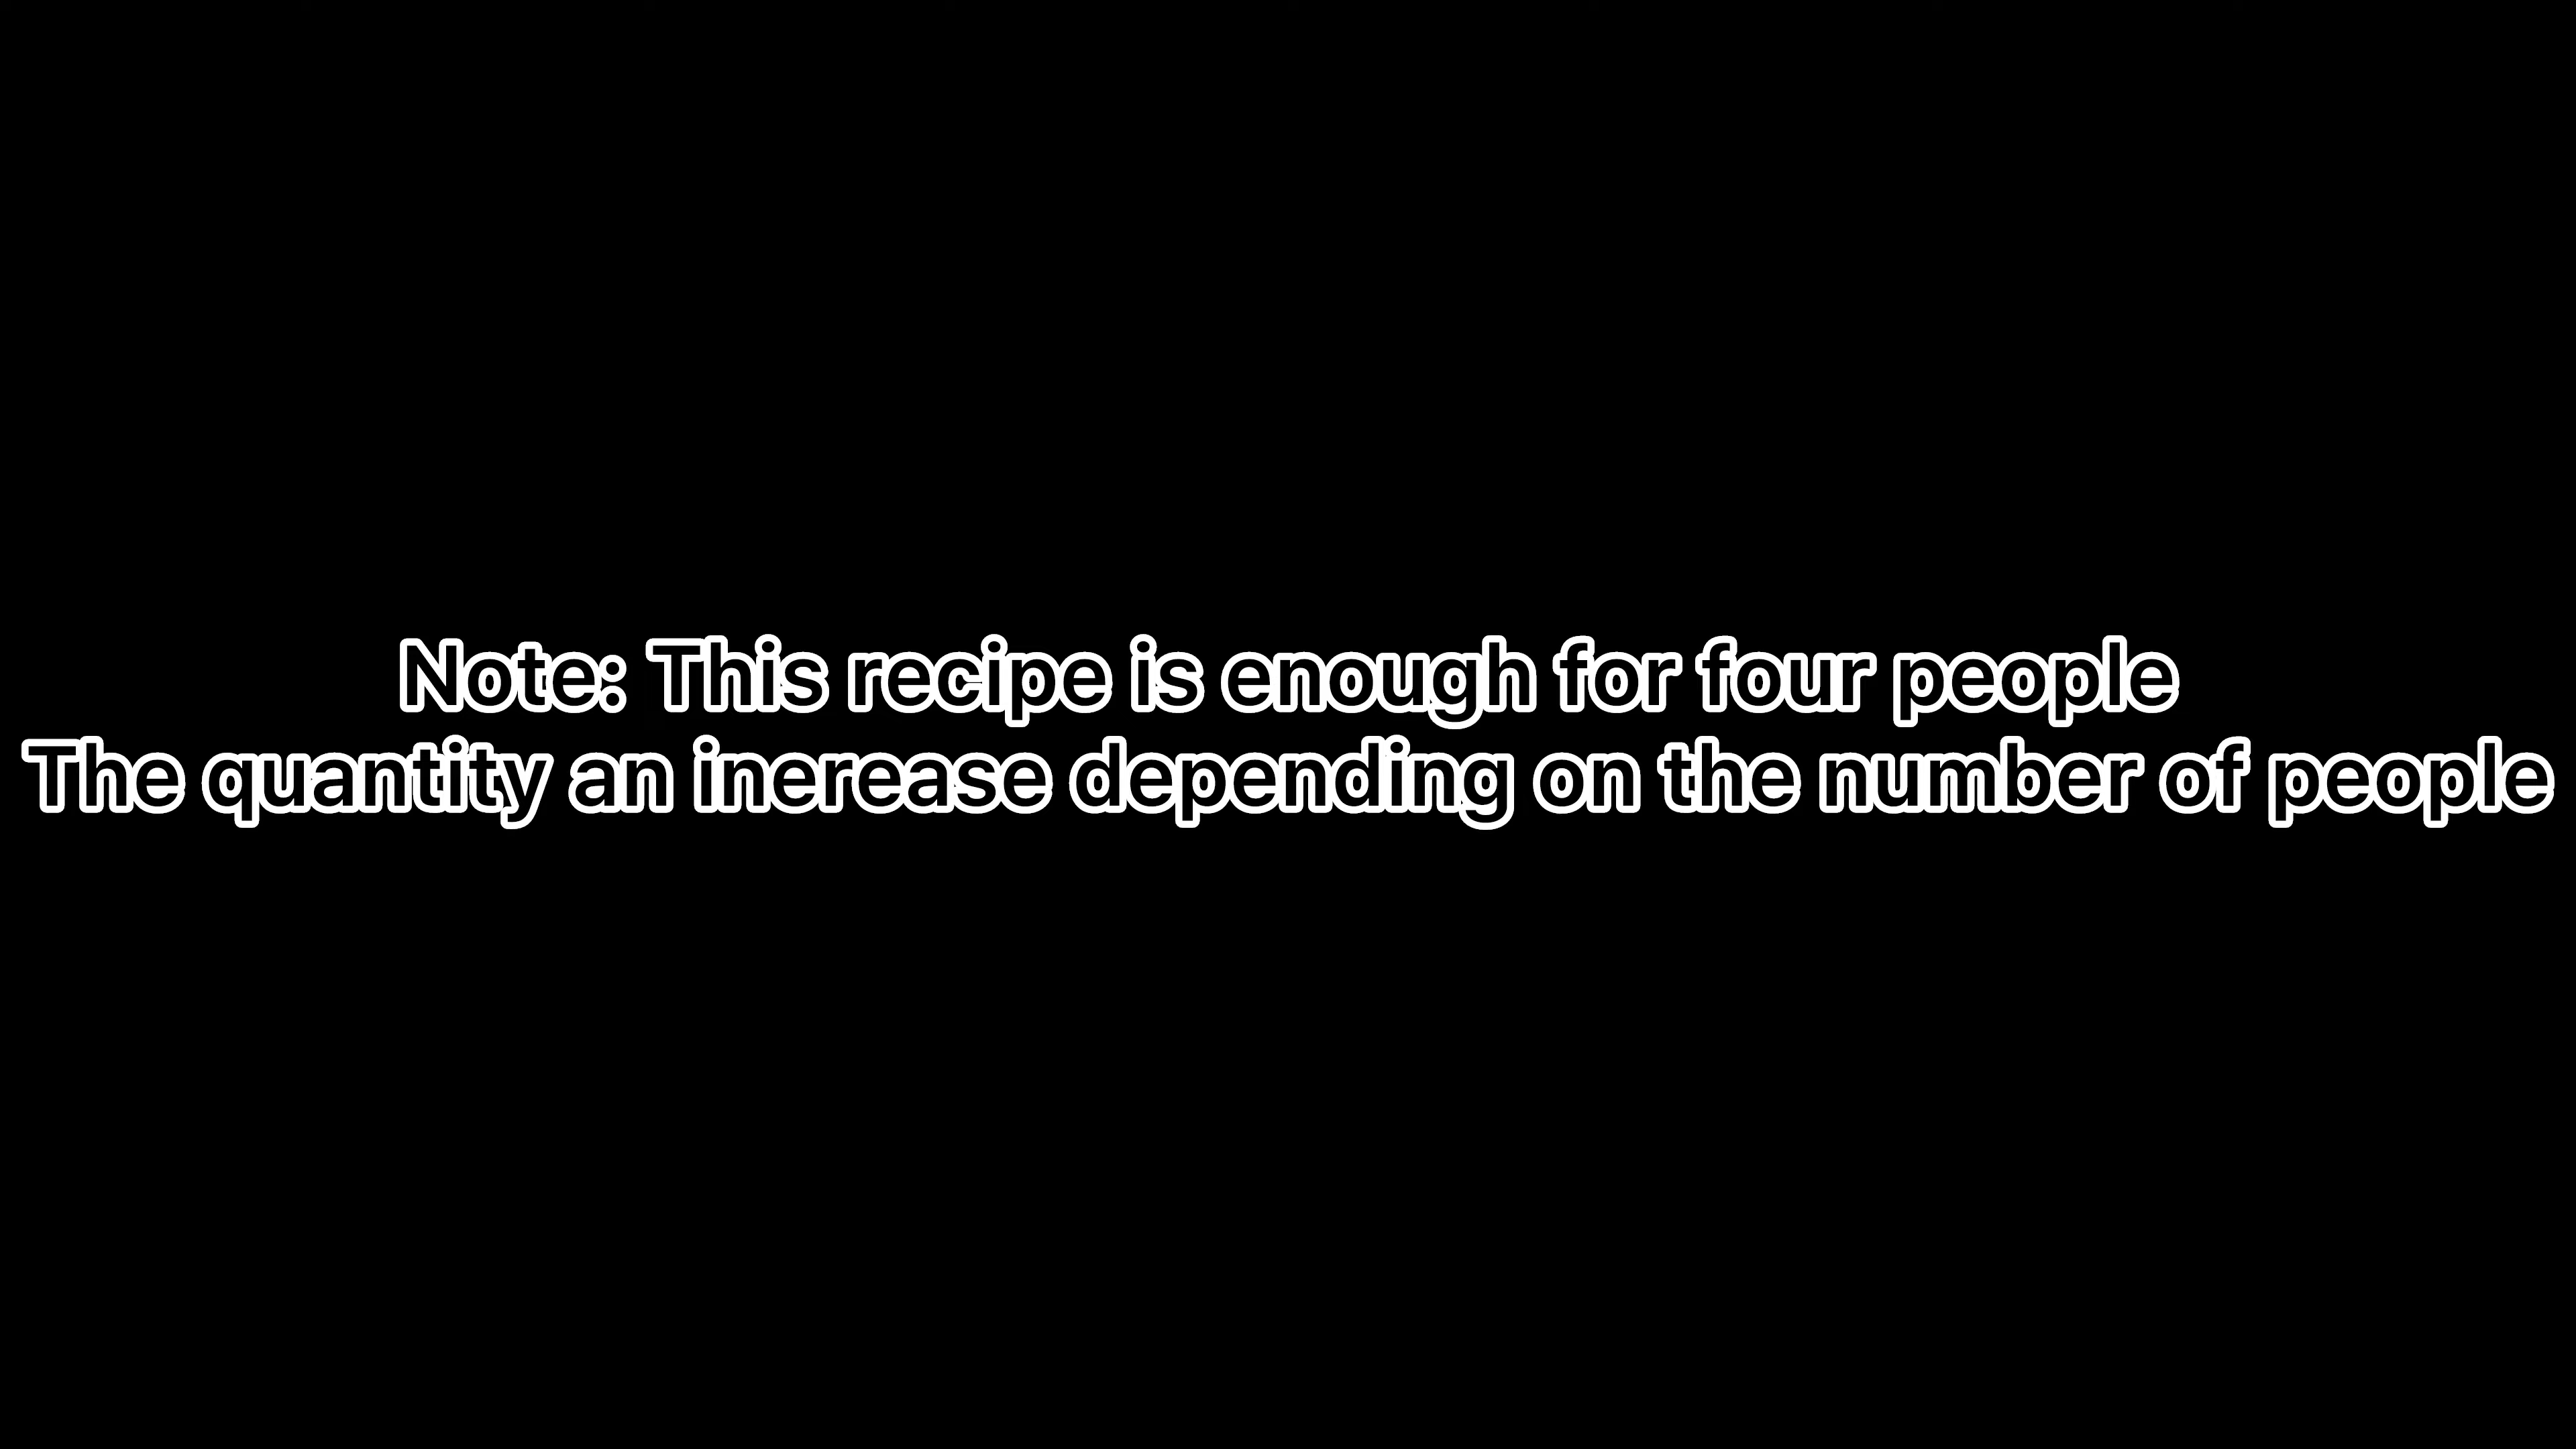 Note: This recipe is enough for four people
The quantity an inerease depending on the number of people